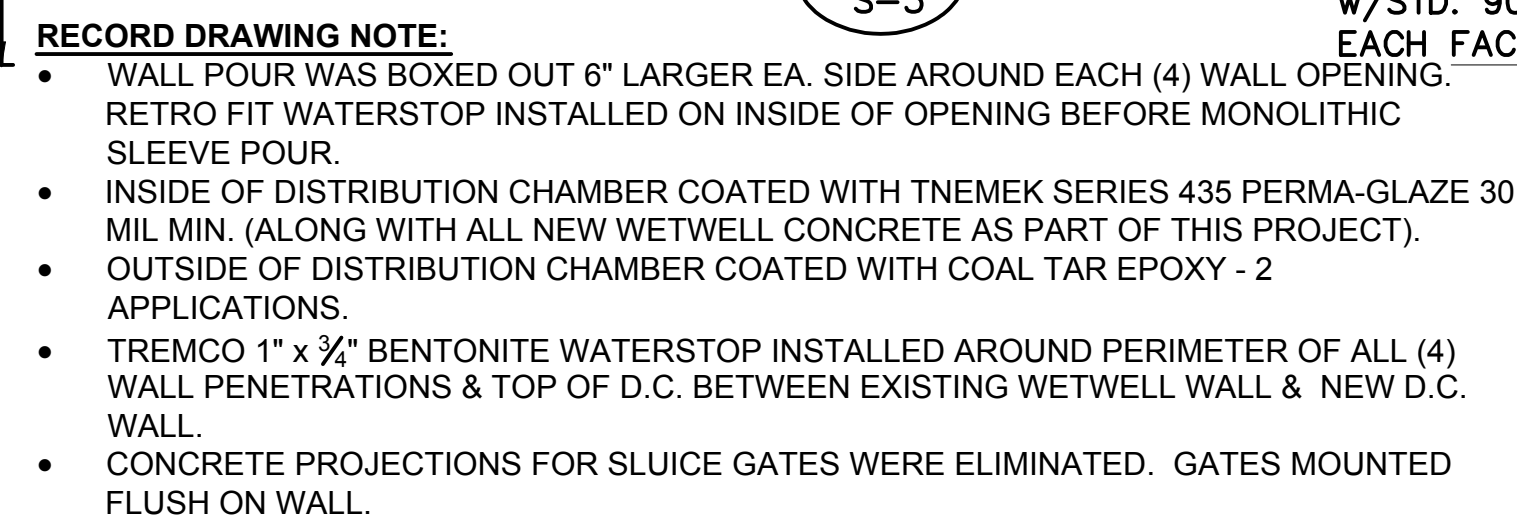 S-5
W/STD. 90
EACH FAC
RECORD DRAWING NOTE:
• WALL POUR WAS BOXED OUT 6" LARGER EA. SIDE AROUND EACH (4) WALL OPENING.
RETRO FIT WATERSTOP INSTALLED ON INSIDE OF OPENING BEFORE MONOLITHIC
SLEEVE POUR.
• INSIDE OF DISTRIBUTION CHAMBER COATED WITH TNEMEK SERIES 435 PERMA-GLAZE 30
MIL MIN. (ALONG WITH ALL NEW WETWELL CONCRETE AS PART OF THIS PROJECT).
• OUTSIDE OF DISTRIBUTION CHAMBER COATED WITH COAL TAR EPOXY - 2
APPLICATIONS.
• TREMCO 1" x ¾" BENTONITE WATERSTOP INSTALLED AROUND PERIMETER OF ALL (4)
WALL PENETRATIONS & TOP OF D.C. BETWEEN EXISTING WETWELL WALL & NEW D.C.
WALL.
• CONCRETE PROJECTIONS FOR SLUICE GATES WERE ELIMINATED. GATES MOUNTED
FLUSH ON WALL.